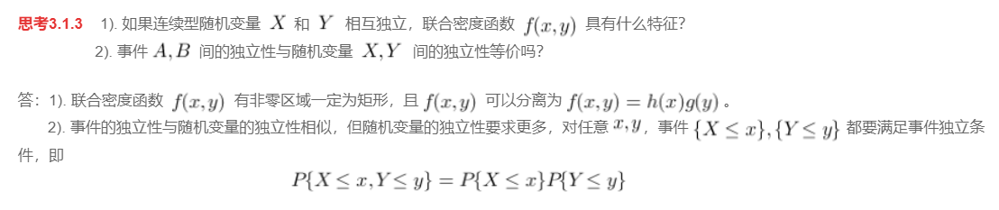 思考3.1.3 1). 如果连续型随机变量 X 和 Y 相互独立，联合密度函数 f(x,y) 具有什么特征？
2). 事件 A,B 间的独立性与随机变量 X,Y 间的独立性等价吗？
答：1). 联合密度函数 f(x,y) 有非零区域一定为矩形，且 f(x,y) 可以分离为 f(x,y) = h(x)g(y) 。
2). 事件的独立性与随机变量的独立性相似，但随机变量的独立性要求更多，对任意 x,y，事件 {X ≤ x},{Y ≤ y} 都要满足事件独立条
件，即
P{X ≤ x,Y ≤ y} = P{X ≤ x}P{Y ≤ y}